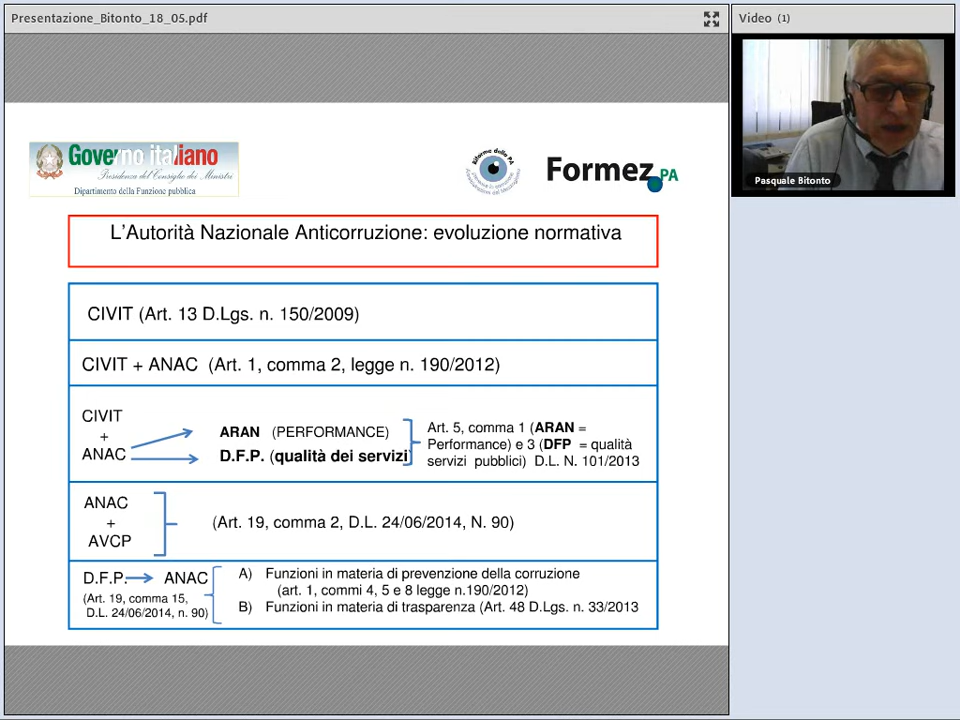 Presentazione_Bitonto_18_05.pdf
Video (1)
Pasquale Bitonto
Governo italiano
Presidenza del Consiglio dei Ministri
Dipartimento della Funzione pubblica
Riforme della PA
Formez PA
L'Autorità Nazionale Anticorruzione: evoluzione normativa
CIVIT (Art. 13 D.Lgs. n. 150/2009)
CIVIT + ANAC (Art. 1, comma 2, legge n. 190/2012)
CIVIT
+
ANAC
ARAN (PERFORMANCE)
D.F.P. (qualità dei servizi)
Art. 5, comma 1 (ARAN =
Performance) e 3 (DFP = qualità
servizi pubblici) D.L. N. 101/2013
ANAC
+
AVCP
(Art. 19, comma 2, D.L. 24/06/2014, N. 90)
D.F.P. ANAC
(Art. 19, comma 15,
D.L. 24/06/2014, n. 90)
A) Funzioni in materia di prevenzione della corruzione
(art. 1, commi 4, 5 e 8 legge n.190/2012)
B) Funzioni in materia di trasparenza (Art. 48 D.Lgs. n. 33/2013